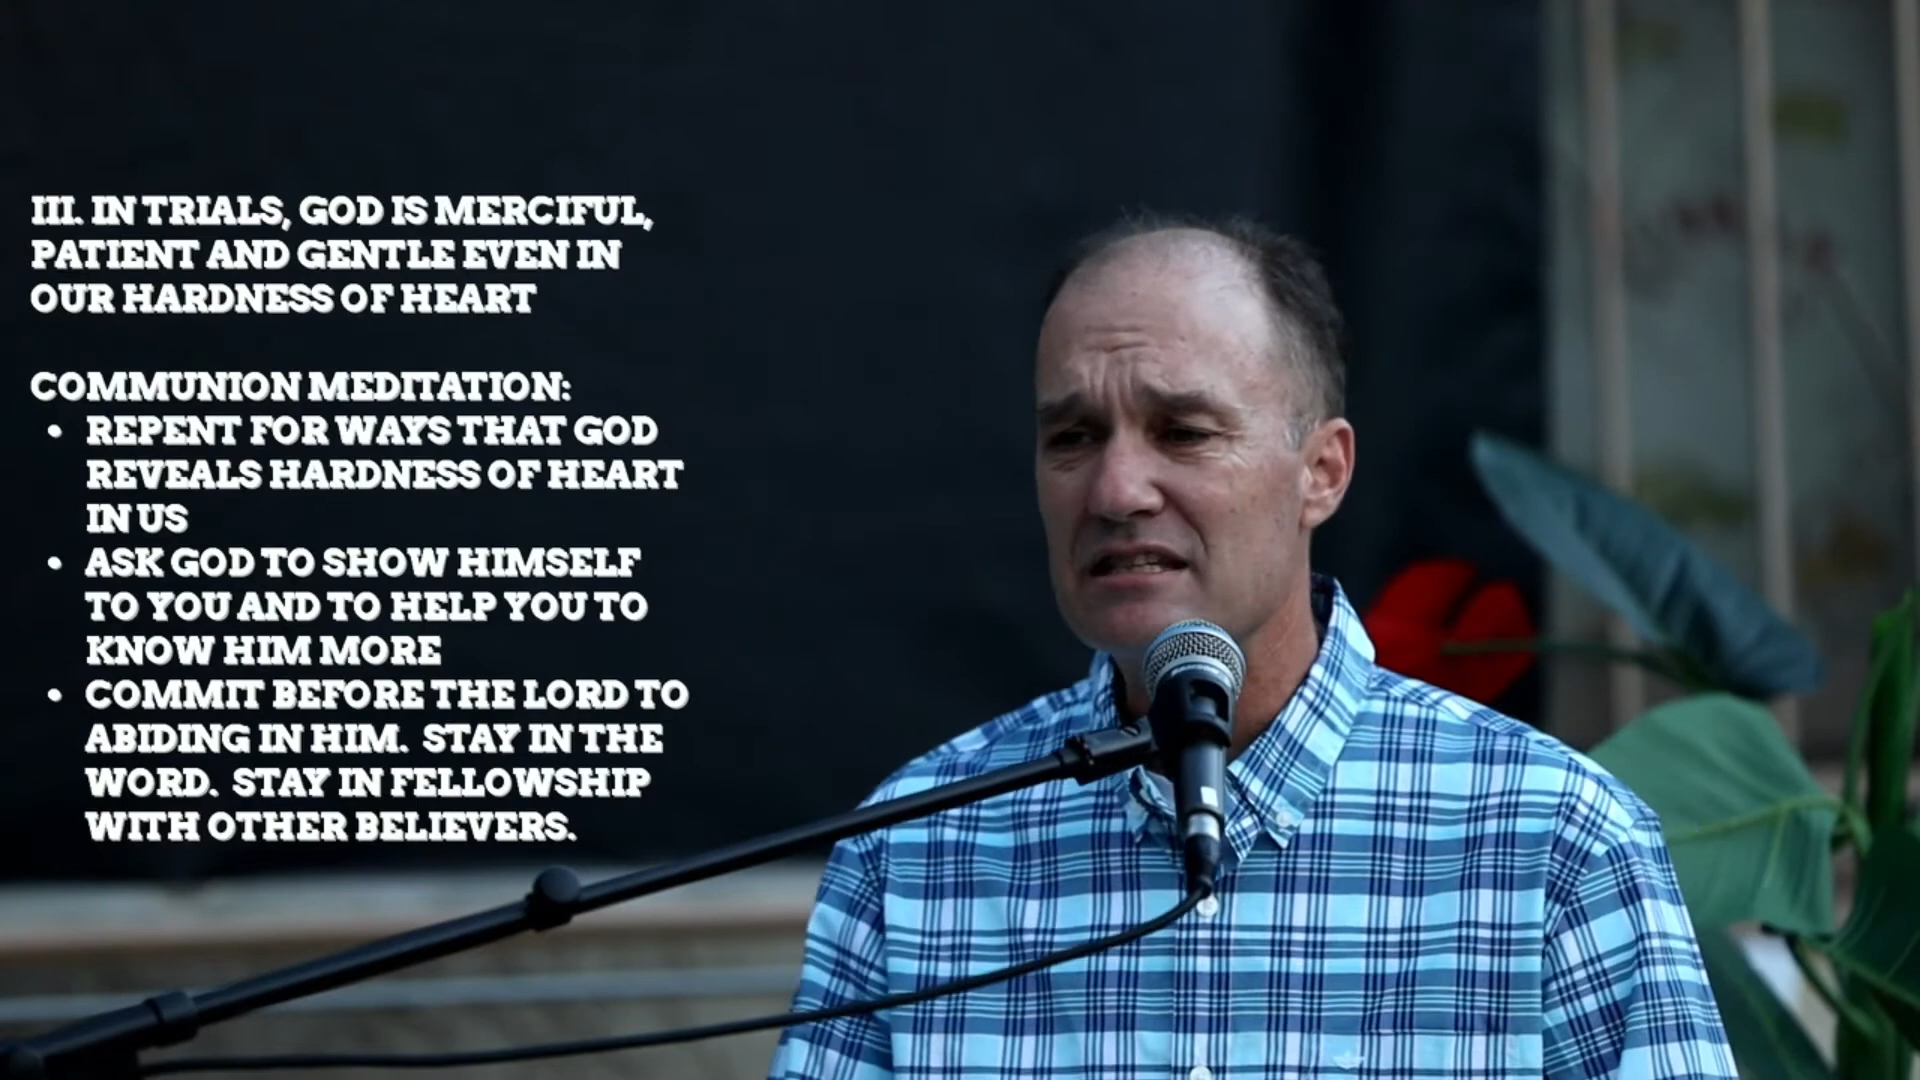 III. IN TRIALS, GOD IS MERCIFUL,
PATIENT AND GENTLE EVEN IN
OUR HARDNESS OF HEART
COMMUNION MEDITATION:
• REPENT FOR WAYS THAT GOD
REVEALS HARDNESS OF HEART
IN US
• ASK GOD TO SHOW HIMSELF
TO YOU AND TO HELP YOU TO
KNOW HIM MORE
• COMMIT BEFORE THE LORD TO
ABIDING IN HIM. STAY IN THE
WORD. STAY IN FELLOWSHIP
WITH OTHER BELIEVERS.